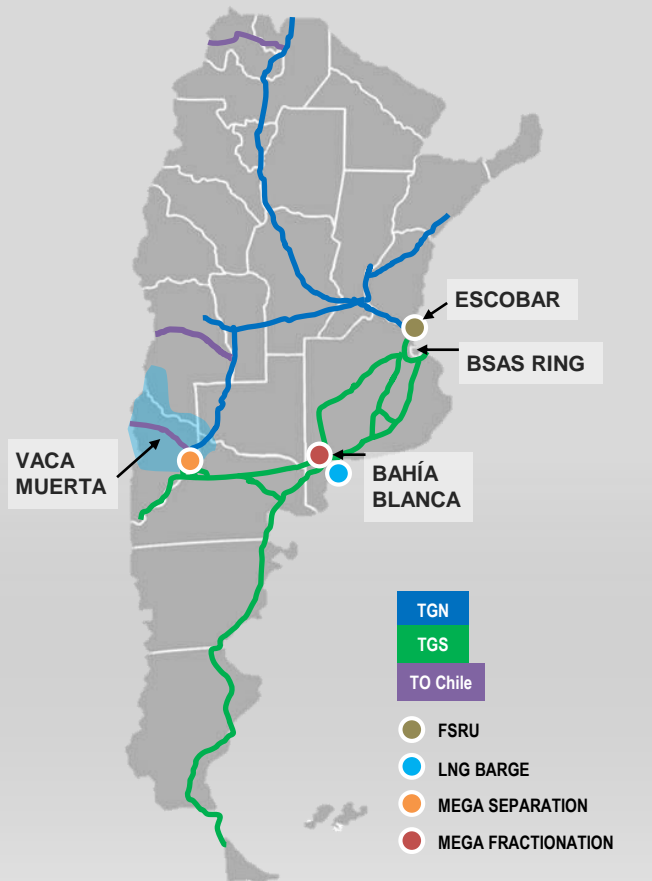 ESCOBAR
BSAS RING
VACA
MUERTA
BAHÍA
BLANCA
TGN
TGS
TO Chile
FSRU
LNG BARGE
MEGA SEPARATION
MEGA FRACTIONATION